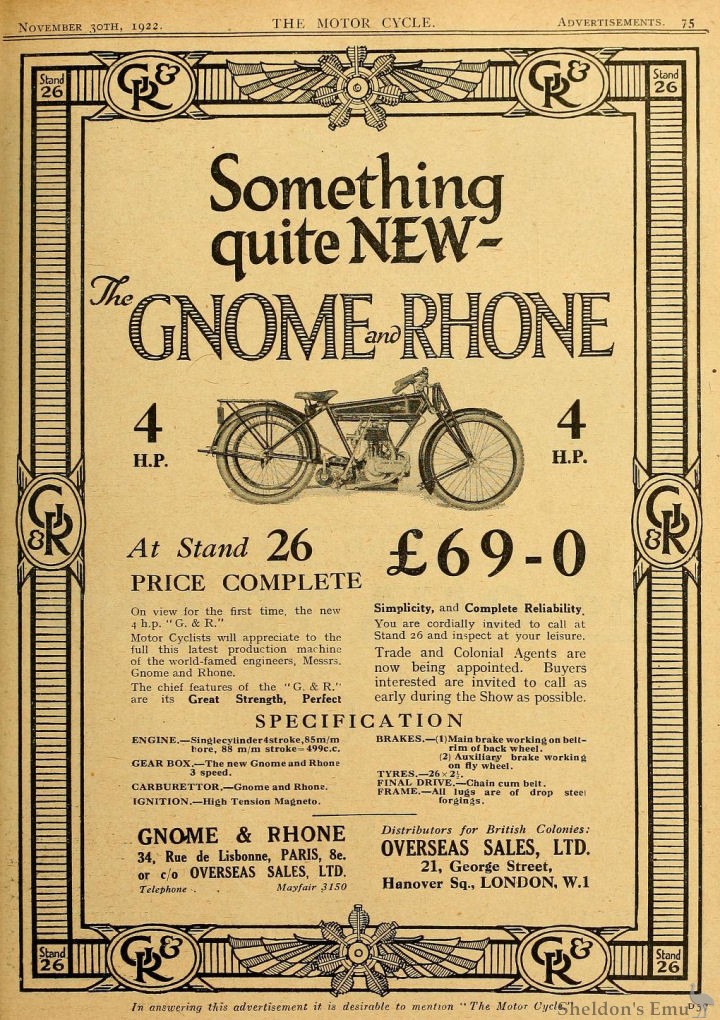 NOVEMBER 30TH, 1922. THE MOTOR CYCLE. ADVERTISEMENTS. 75
Stand 26
G&R
G&R
Stand 26
Something
quite NEW-
The GNOME and RHONE
4 H.P.
4 H.P.
G&R
G&R
At Stand 26
PRICE COMPLETE
£69-0
On view for the first time, the new
4 h.p. "G. & R."
Motor Cyclists will appreciate to the
full this latest production machine
of the world-famed engineers, Messrs.
Gnome and Rhone.
The chief features of the "G. & R."
are its Great Strength, Perfect
Simplicity, and Complete Reliability.
You are cordially invited to call at
Stand 26 and inspect at your leisure.
Trade and Colonial Agents are
now being appointed. Buyers
interested are invited to call as
early during the Show as possible.
SPECIFICATION
ENGINE.—Single cylinder 4 stroke, 85 m/m
bore, 88 m/m stroke=499c.c.
GEAR BOX.—The new Gnome and Rhone
3 speed.
CARBURETTOR.—Gnome and Rhone.
IGNITION.—High Tension Magneto.
BRAKES.—(1) Main brake working on belt-
rim of back wheel.
(2) Auxiliary brake working
on fly wheel.
TYRES.—26 × 2½.
FINAL DRIVE.—Chain cum belt.
FRAME.—All lugs are of drop steel
forgings.
GNOME & RHONE
34, Rue de Lisbonne, PARIS, 8e.
or c/o OVERSEAS SALES, LTD.
Telephone . Mayfair 3150
Distributors for British Colonies:
OVERSEAS SALES, LTD.
21, George Street,
Hanover Sq., LONDON, W.1
Stand 26
G&R
G&R
Stand 26
In answering this advertisement it is desirable to mention "The Motor Cycle."
Sheldon's Emu